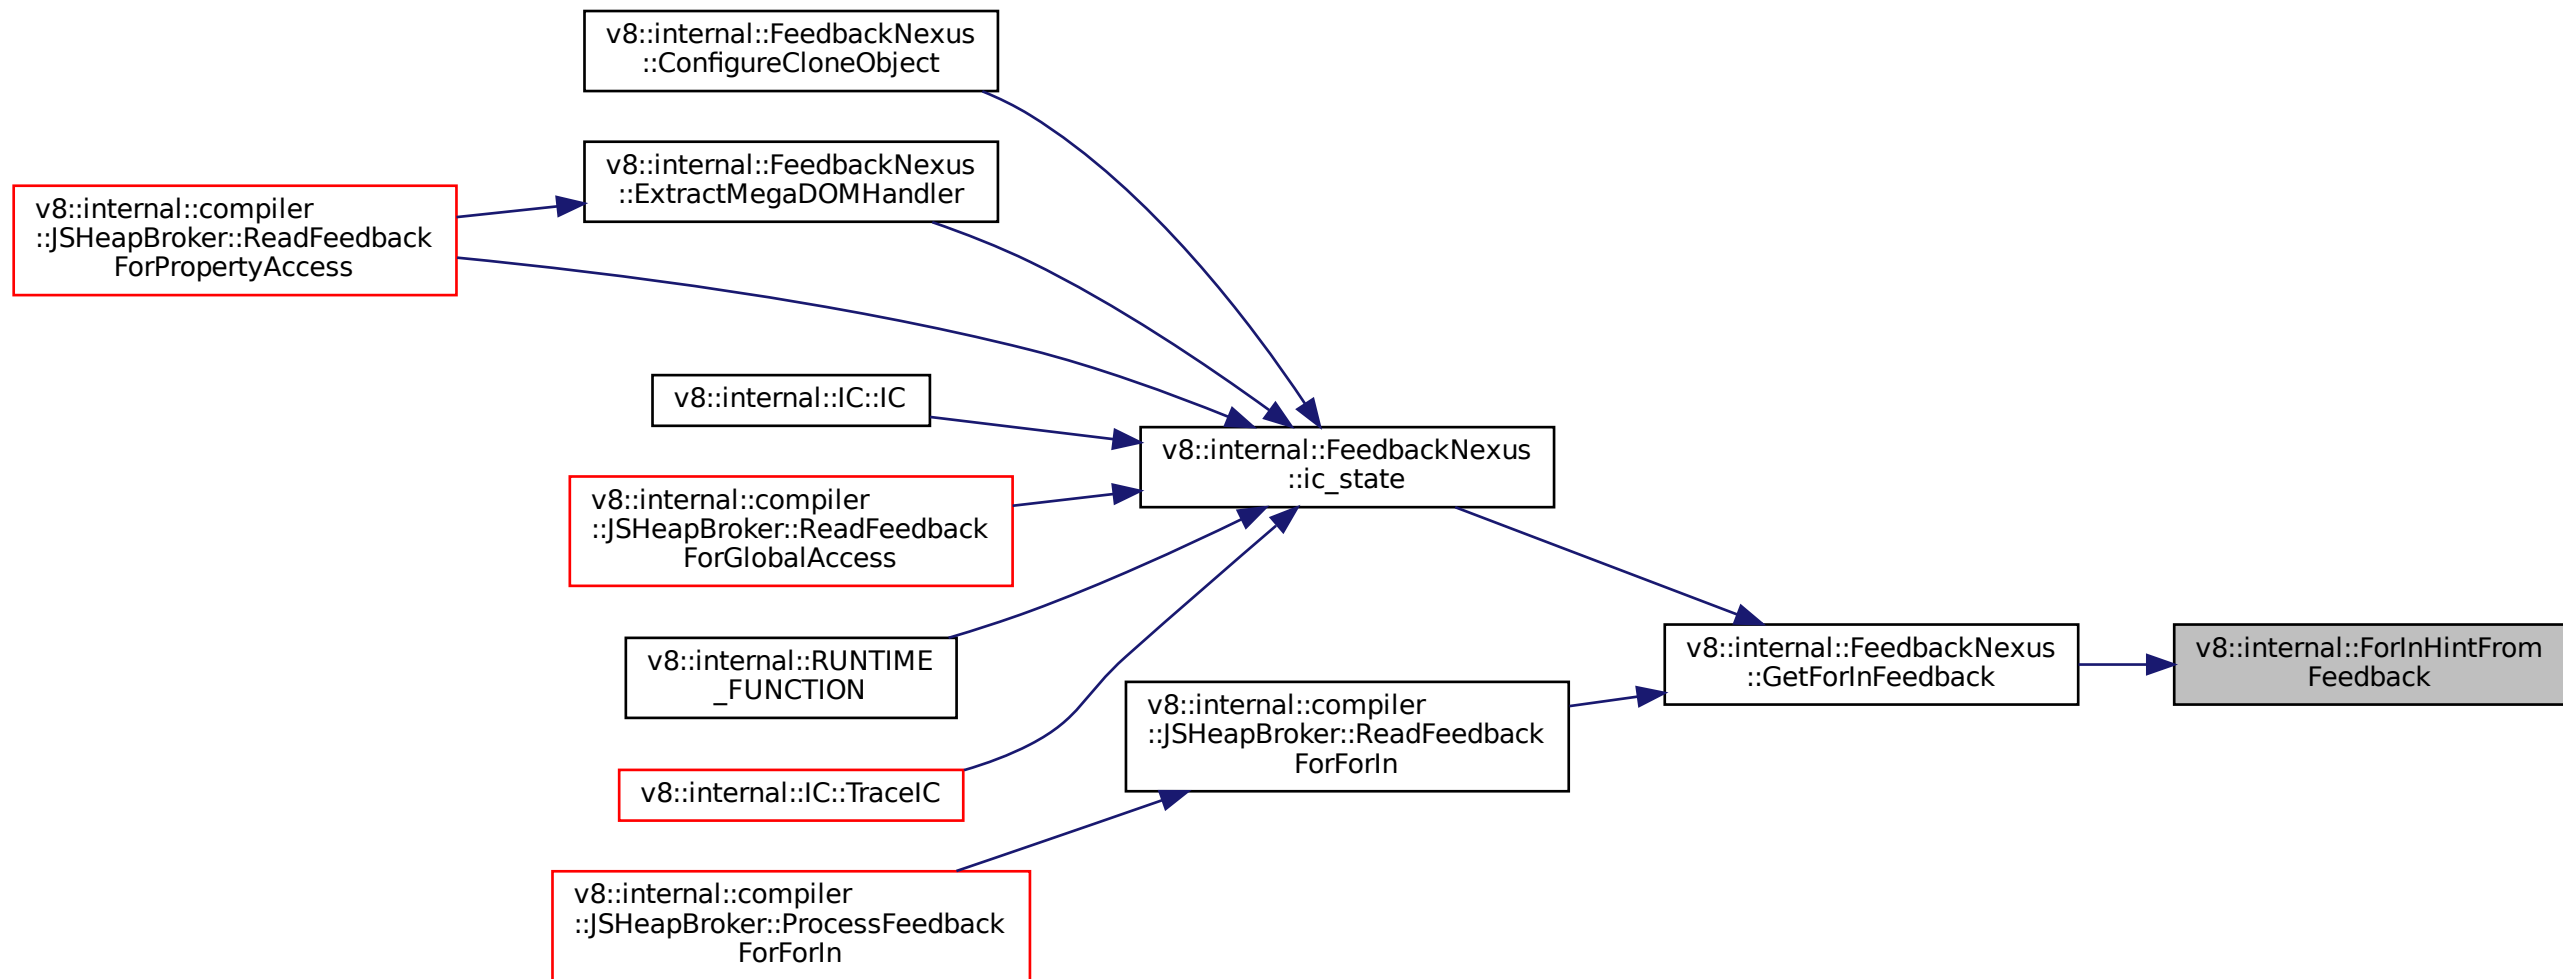 v8::internal::FeedbackNexus
::ConfigureCloneObject
v8::internal::FeedbackNexus
::ExtractMegaDOMHandler
v8::internal::compiler
::JSHeapBroker::ReadFeedback
ForPropertyAccess
v8::internal::IC::IC
v8::internal::FeedbackNexus
::ic_state
v8::internal::compiler
::JSHeapBroker::ReadFeedback
ForGlobalAccess
v8::internal::RUNTIME
_FUNCTION
v8::internal::FeedbackNexus
::GetForInFeedback
v8::internal::ForInHintFrom
Feedback
v8::internal::compiler
::JSHeapBroker::ReadFeedback
ForForIn
v8::internal::IC::TraceIC
v8::internal::compiler
::JSHeapBroker::ProcessFeedback
ForForIn